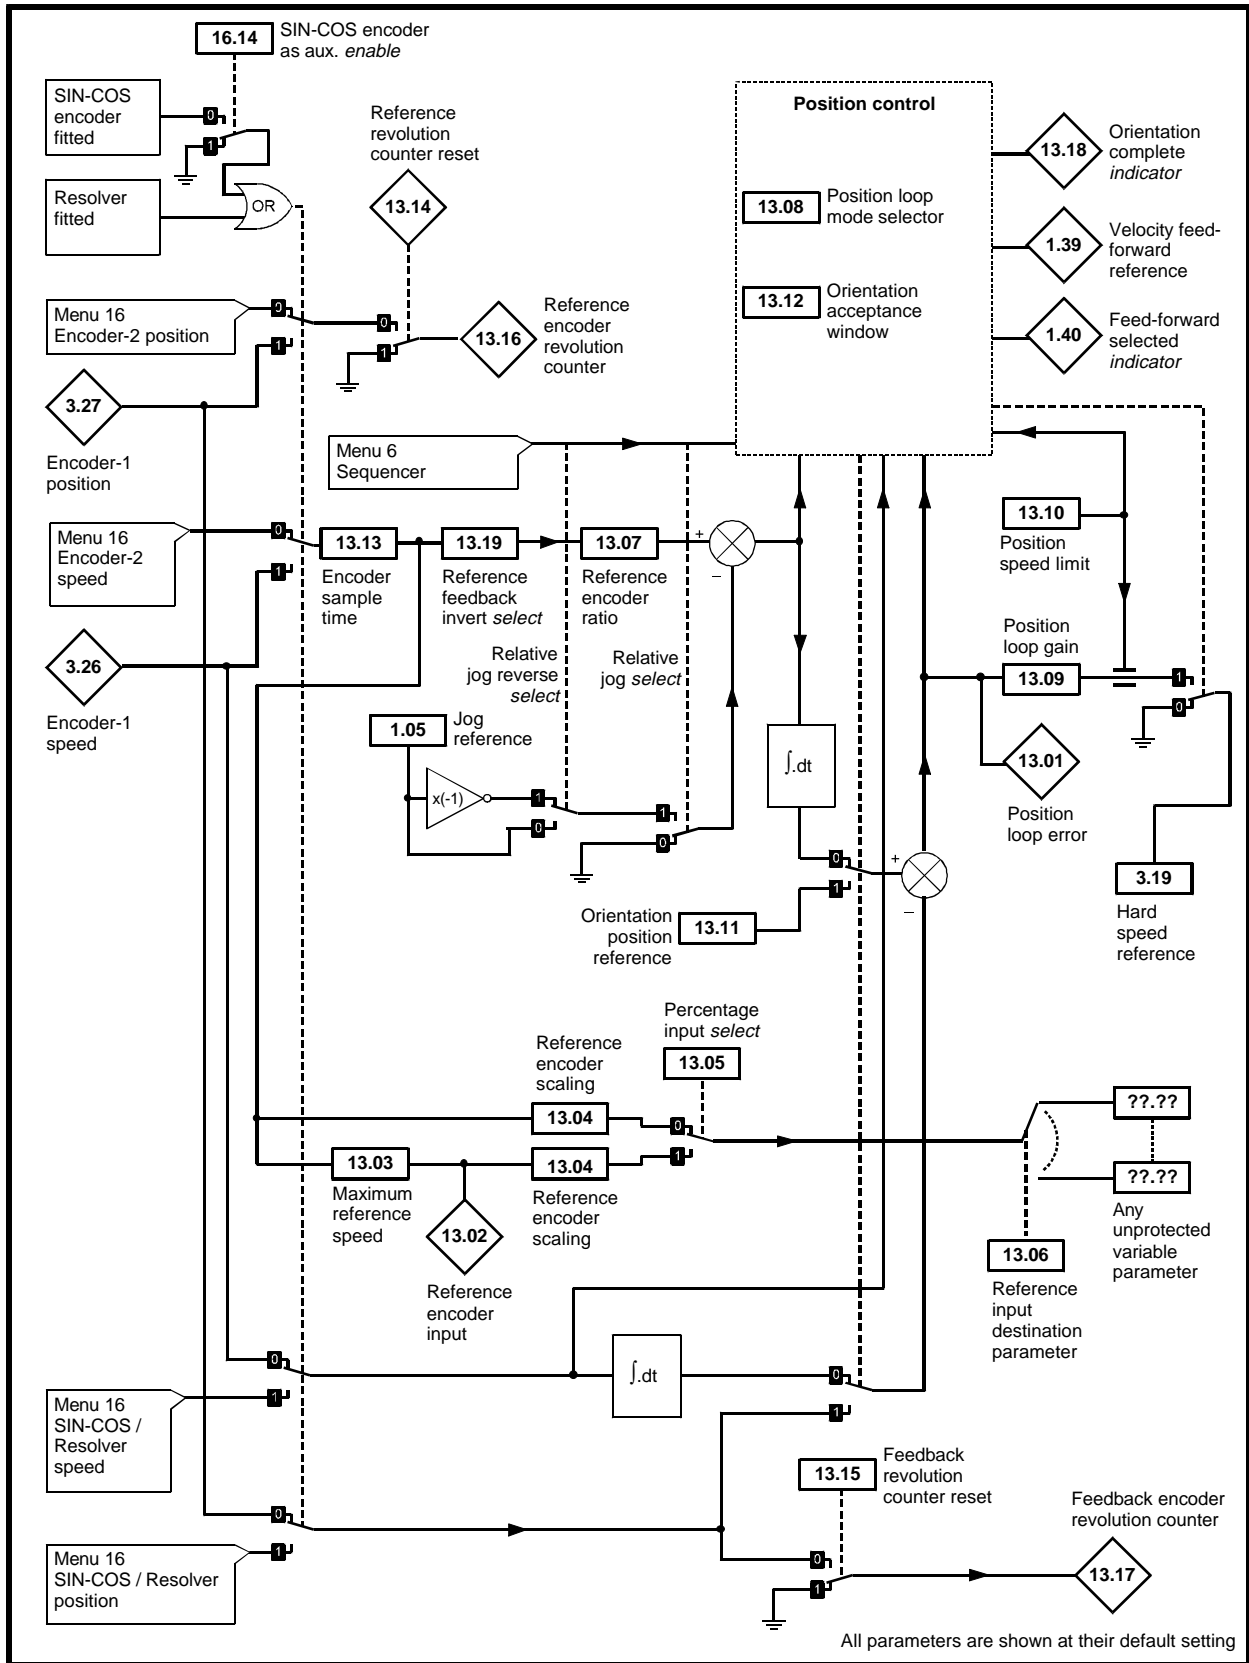 16.14
SIN-COS encoder
as aux. enable
SIN-COS
encoder
fitted
0
1
Resolver
fitted
OR
Reference
revolution
counter reset
13.14
Position control
13.08
Position loop
mode selector
13.12
Orientation
acceptance
window
13.18
Orientation
complete
indicator
1.39
Velocity feed-
forward
reference
1.40
Feed-forward
selected
indicator
Menu 16
Encoder-2 position
0
1
0
1
13.16
Reference
encoder
revolution
counter
3.27
Encoder-1
position
Menu 6
Sequencer
Menu 16
Encoder-2
speed
0
1
13.13
Encoder
sample
time
13.19
Reference
feedback
invert select
13.07
Reference
encoder
ratio
+
–
13.10
Position
speed limit
3.26
Encoder-1
speed
Relative
jog reverse
select
Relative
jog select
Position
loop gain
13.09
1
0
1.05
Jog
reference
x(-1)
1
0
1
0
∫.dt
13.01
Position
loop error
0
1
+
–
3.19
Hard
speed
reference
Orientation
position
reference
13.11
Percentage
input select
13.05
Reference
encoder
scaling
13.04
0
1
13.03
Maximum
reference
speed
13.04
Reference
encoder
scaling
13.02
Reference
encoder
input
??.??
??.??
Any
unprotected
variable
parameter
13.06
Reference
input
destination
parameter
0
1
∫.dt
0
1
Menu 16
SIN-COS /
Resolver
speed
13.15
Feedback
revolution
counter reset
Feedback encoder
revolution counter
0
1
Menu 16
SIN-COS / Resolver
position
0
1
13.17
All parameters are shown at their default setting